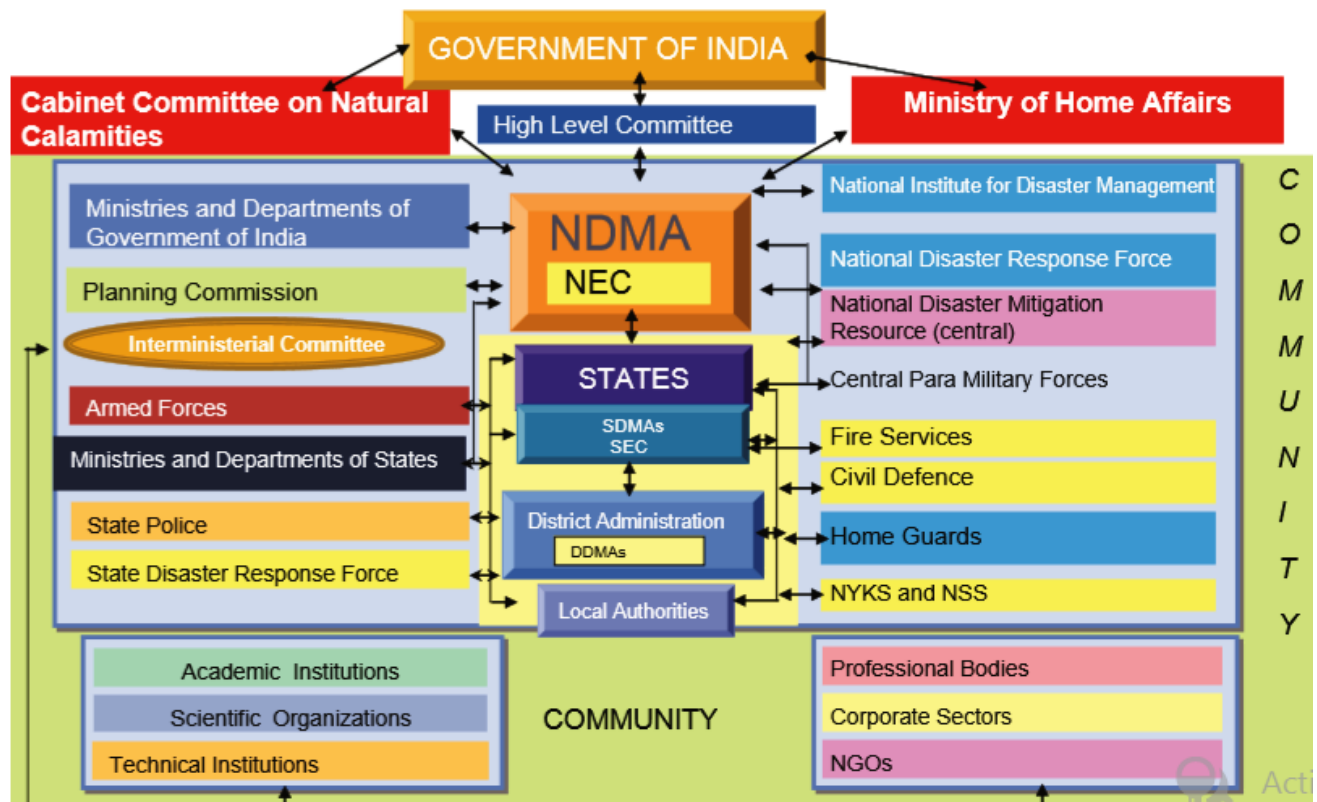 GOVERNMENT OF INDIA
Cabinet Committee on Natural
Calamities
High Level Committee
Ministry of Home Affairs
Ministries and Departments of
Government of India
Planning Commission
Interministerial Committee
Armed Forces
Ministries and Departments of States
State Police
State Disaster Response Force
NDMA
NEC
STATES
SDMAs
SEC
District Administration
DDMAs
Local Authorities
National Institute for Disaster Management
National Disaster Response Force
National Disaster Mitigation
Resource (central)
Central Para Military Forces
Fire Services
Civil Defence
Home Guards
NYKS and NSS
C
O
M
M
U
N
I
T
Y
Academic Institutions
Scientific Organizations
Technical Institutions
COMMUNITY
Professional Bodies
Corporate Sectors
NGOs